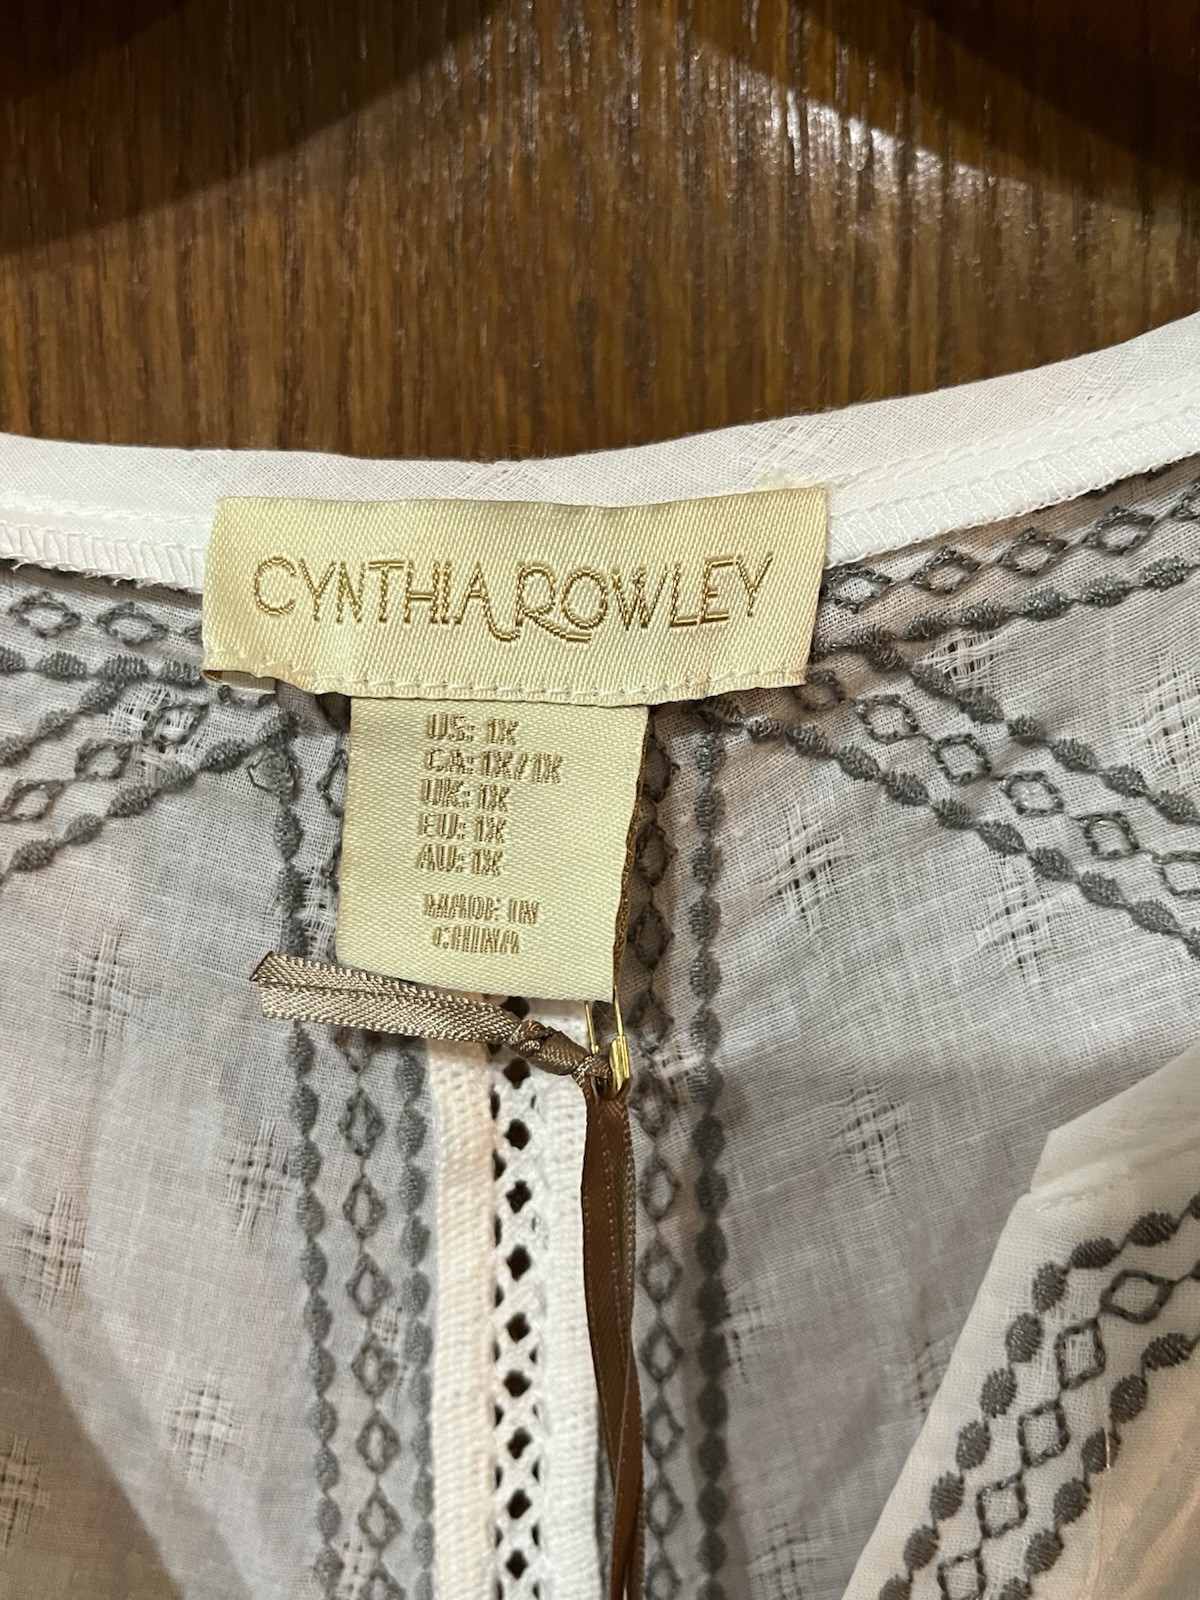 CYNTHIA ROWLEY
US: 1X
CA: 1X/1X
UK: 1X
EU: 1X
AU: 1X
MADE IN
CHINA